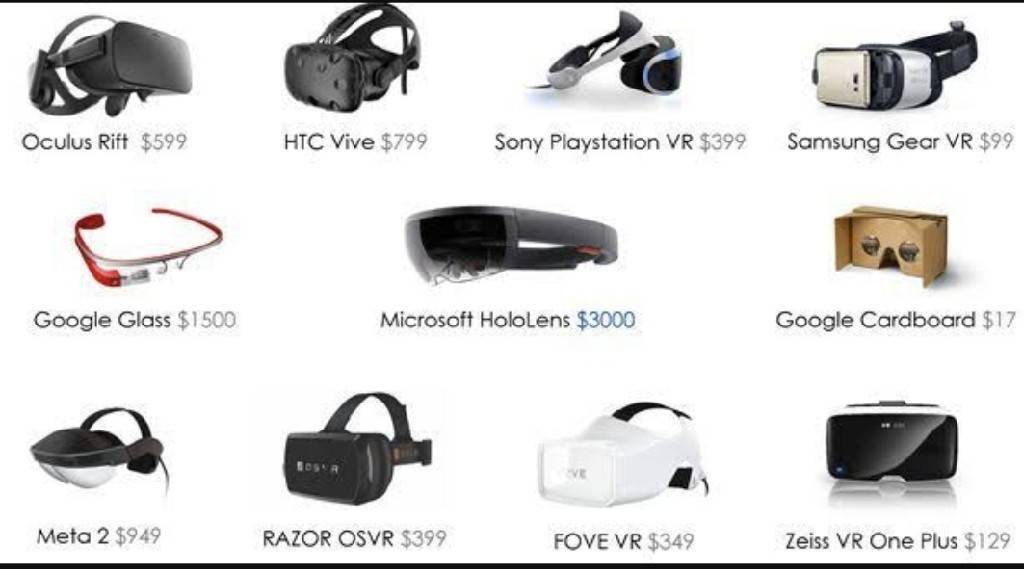 Oculus Rift $599
HTC Vive $799
Sony Playstation VR $399
Samsung Gear VR $99
Google Glass $1500
Microsoft HoloLens $3000
Google Cardboard $17
OSVR
Meta 2 $949
RAZOR OSVR $399
FOVE VR $349
Zeiss VR One Plus $129